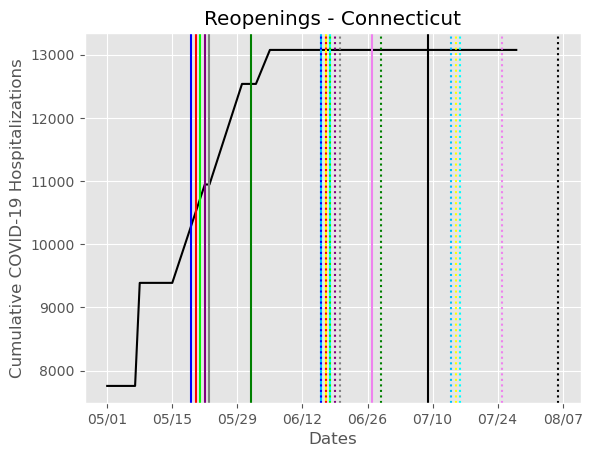 Reopenings - Connecticut
Cumulative COVID-19 Hospitalizations
13000
12000
11000
10000
9000
8000
05/01 05/15 05/29 06/12 06/26 07/10 07/24 08/07
Dates